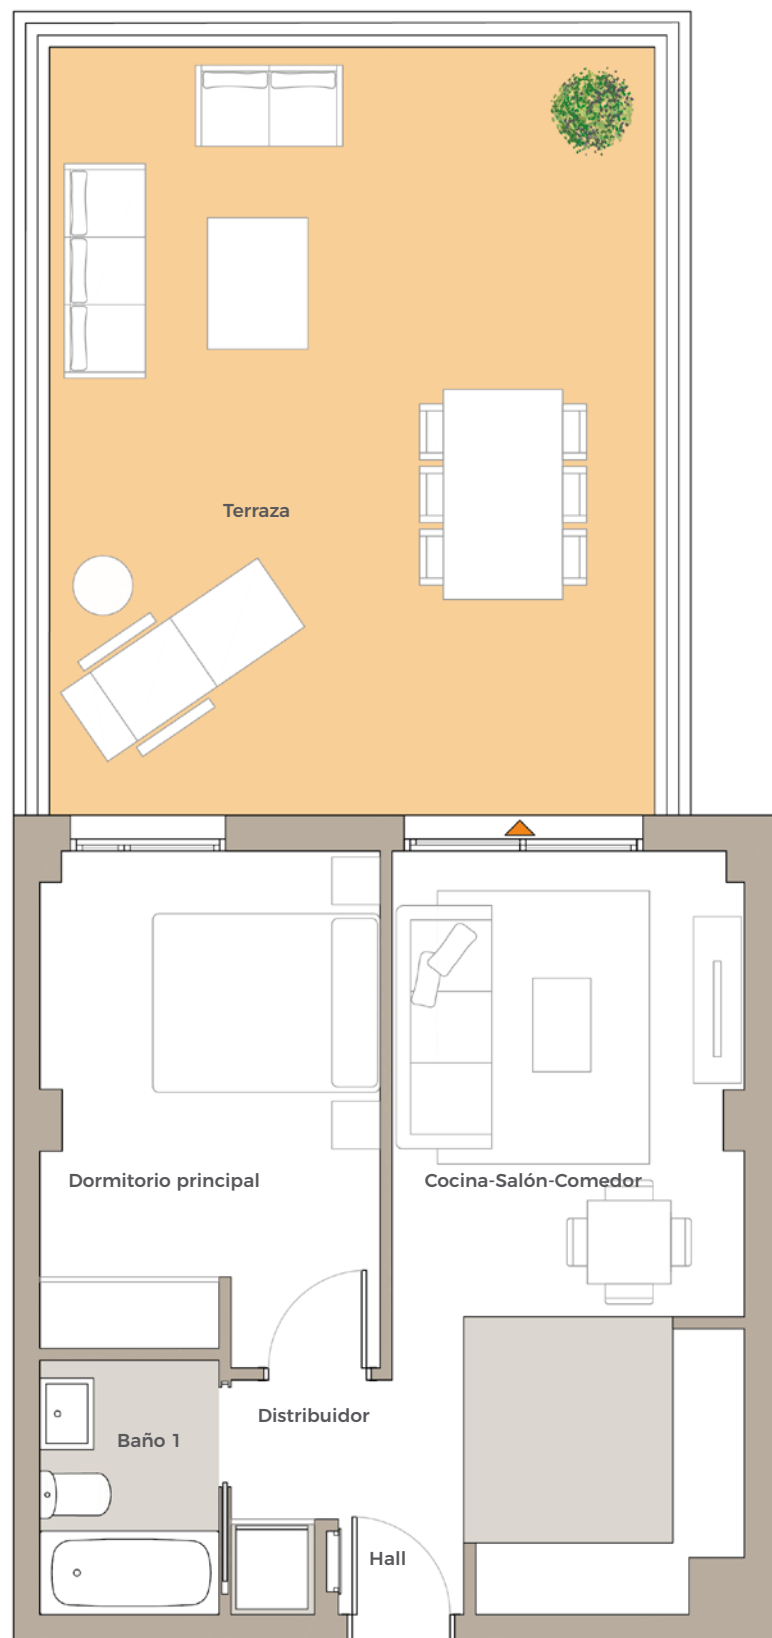 Terraza
Dormitorio principal
Cocina-Salón-Comedor
Distribuidor
Baño 1
Hall